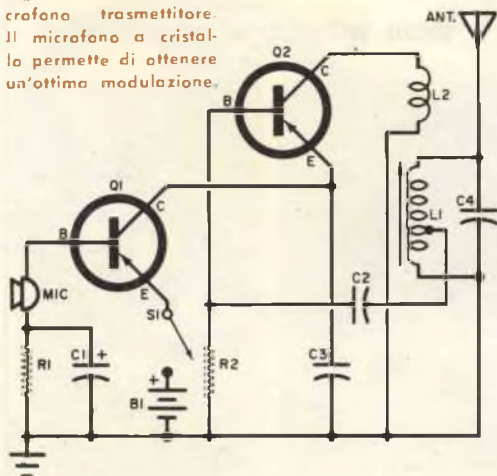 crofono trasmettitore.
Il microfono a cristal-
lo permette di ottenere
un'ottima modulazione.
ANT.
Q2
C
B
E
L2
Q1
C
B
E
L1
C4
MIC
S1
C2
R1
C1 +
+
B1
R2
C3